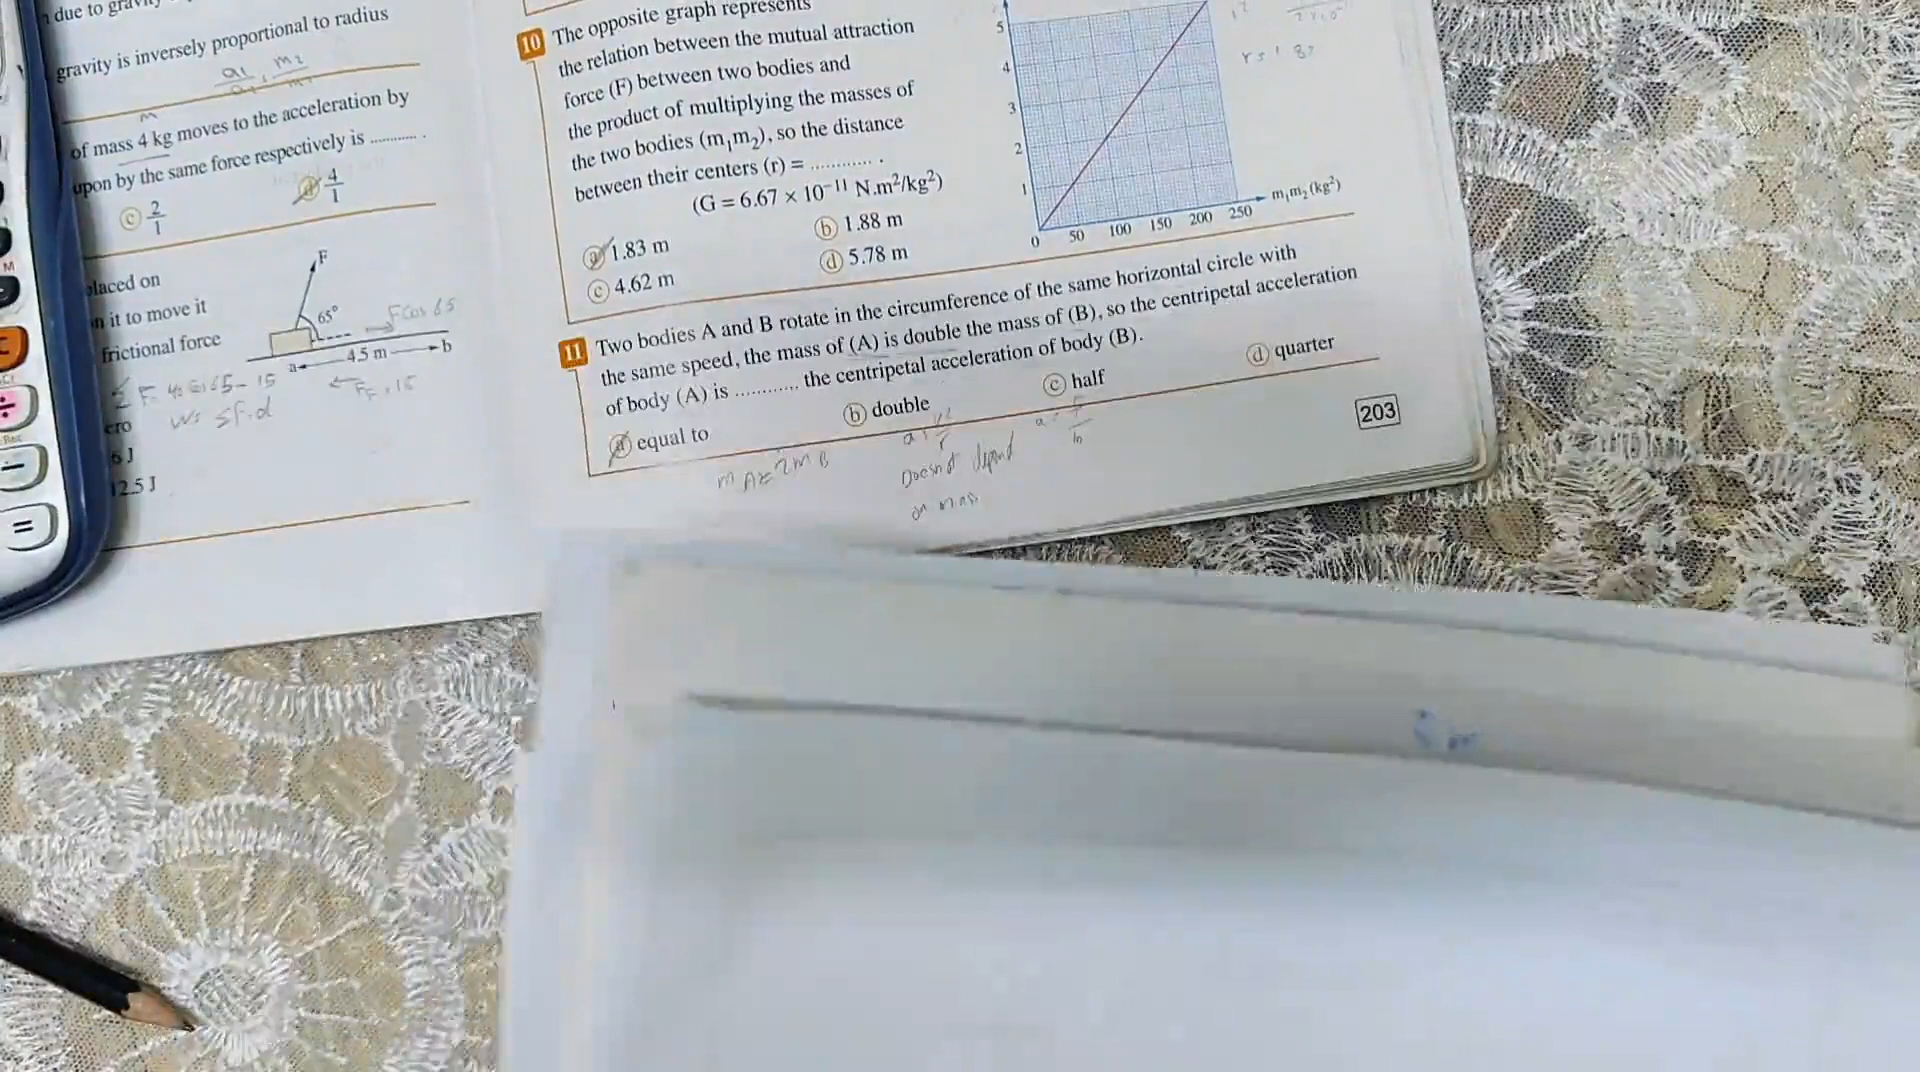 due to gravity
gravity is inversely proportional to radius
of mass 4 kg moves to the acceleration by
upon by the same force respectively is ............ .
c 2/1
d 4/1
placed on
n it to move it
frictional force
F
65°
F cos 65
a 4.5 m b
ero
5 J
12.5 J
10 The opposite graph represents
the relation between the mutual attraction
force (F) between two bodies and
the product of multiplying the masses of
the two bodies (m₁m₂), so the distance
between their centers (r) = ............ .
(G = 6.67 × 10⁻¹¹ N.m²/kg²)
a 1.83 m
b 1.88 m
c 4.62 m
d 5.78 m
5
4
3
2
1
0 50 100 150 200 250
m₁m₂ (kg²)
11 Two bodies A and B rotate in the circumference of the same horizontal circle with
the same speed, the mass of (A) is double the mass of (B), so the centripetal acceleration
of body (A) is ............ the centripetal acceleration of body (B).
a equal to
b double
c half
d quarter
Doesnot depend
on mass
203
=